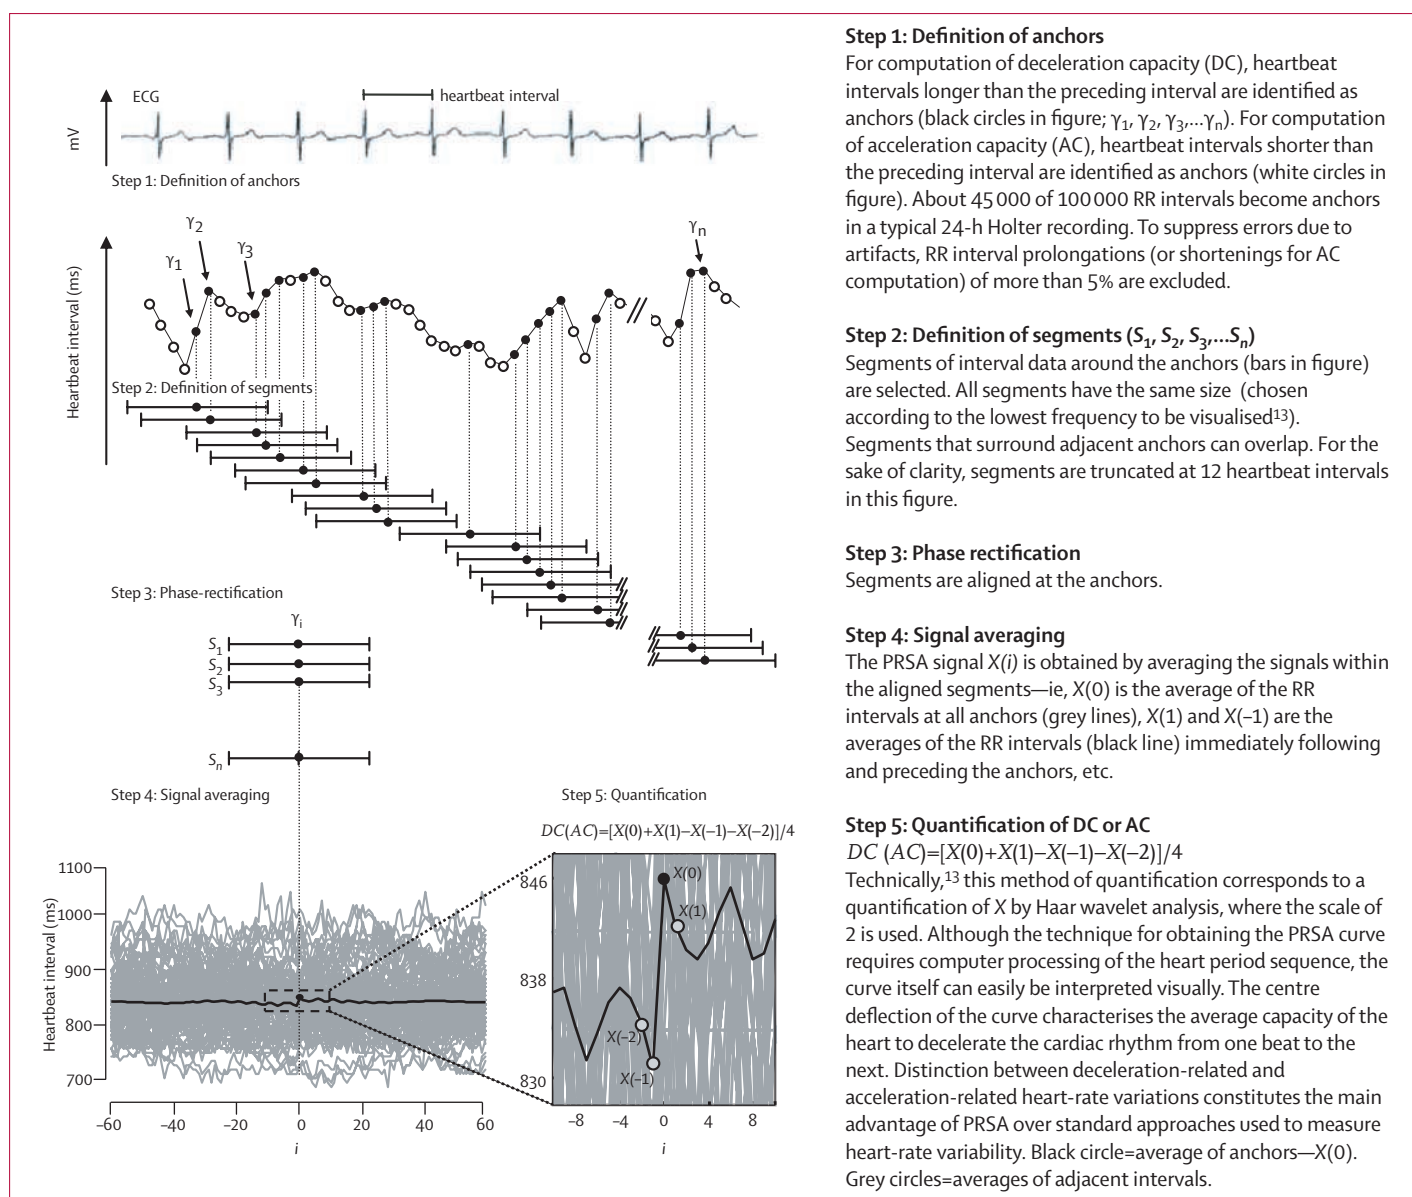 ECG
heartbeat interval
mV
Step 1: Definition of anchors
γ1
γ2
γ3
γn
Heartbeat interval (ms)
Step 2: Definition of segments
Step 3: Phase-rectification
γi
S1
S2
S3
Sn
Step 4: Signal averaging
Heartbeat interval (ms)
1100
1000
900
800
700
–60 –40 –20 0 20 40 60
i
Step 5: Quantification
DC(AC)=[X(0)+X(1)–X(–1)–X(–2)]/4
846
838
830
X(0)
X(1)
X(–2)
X(–1)
–8 –4 0 4 8
i
Step 1: Definition of anchors
For computation of deceleration capacity (DC), heartbeat
intervals longer than the preceding interval are identified as
anchors (black circles in figure; γ1, γ2, γ3,...γn). For computation
of acceleration capacity (AC), heartbeat intervals shorter than
the preceding interval are identified as anchors (white circles in
figure). About 45 000 of 100 000 RR intervals become anchors
in a typical 24-h Holter recording. To suppress errors due to
artifacts, RR interval prolongations (or shortenings for AC
computation) of more than 5% are excluded.
Step 2: Definition of segments (S1, S2, S3,...Sn)
Segments of interval data around the anchors (bars in figure)
are selected. All segments have the same size (chosen
according to the lowest frequency to be visualised13).
Segments that surround adjacent anchors can overlap. For the
sake of clarity, segments are truncated at 12 heartbeat intervals
in this figure.
Step 3: Phase rectification
Segments are aligned at the anchors.
Step 4: Signal averaging
The PRSA signal X(i) is obtained by averaging the signals within
the aligned segments—ie, X(0) is the average of the RR
intervals at all anchors (grey lines), X(1) and X(–1) are the
averages of the RR intervals (black line) immediately following
and preceding the anchors, etc.
Step 5: Quantification of DC or AC
DC (AC)=[X(0)+X(1)–X(–1)–X(–2)]/4
Technically,13 this method of quantification corresponds to a
quantification of X by Haar wavelet analysis, where the scale of
2 is used. Although the technique for obtaining the PRSA curve
requires computer processing of the heart period sequence, the
curve itself can easily be interpreted visually. The centre
deflection of the curve characterises the average capacity of the
heart to decelerate the cardiac rhythm from one beat to the
next. Distinction between deceleration-related and
acceleration-related heart-rate variations constitutes the main
advantage of PRSA over standard approaches used to measure
heart-rate variability. Black circle=average of anchors—X(0).
Grey circles=averages of adjacent intervals.